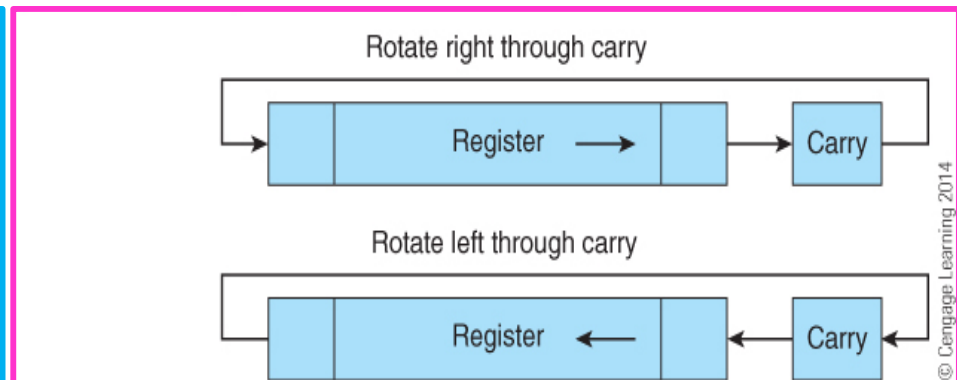 Rotate right through carry
Register
Carry
Rotate left through carry
Register
Carry
© Cengage Learning 2014